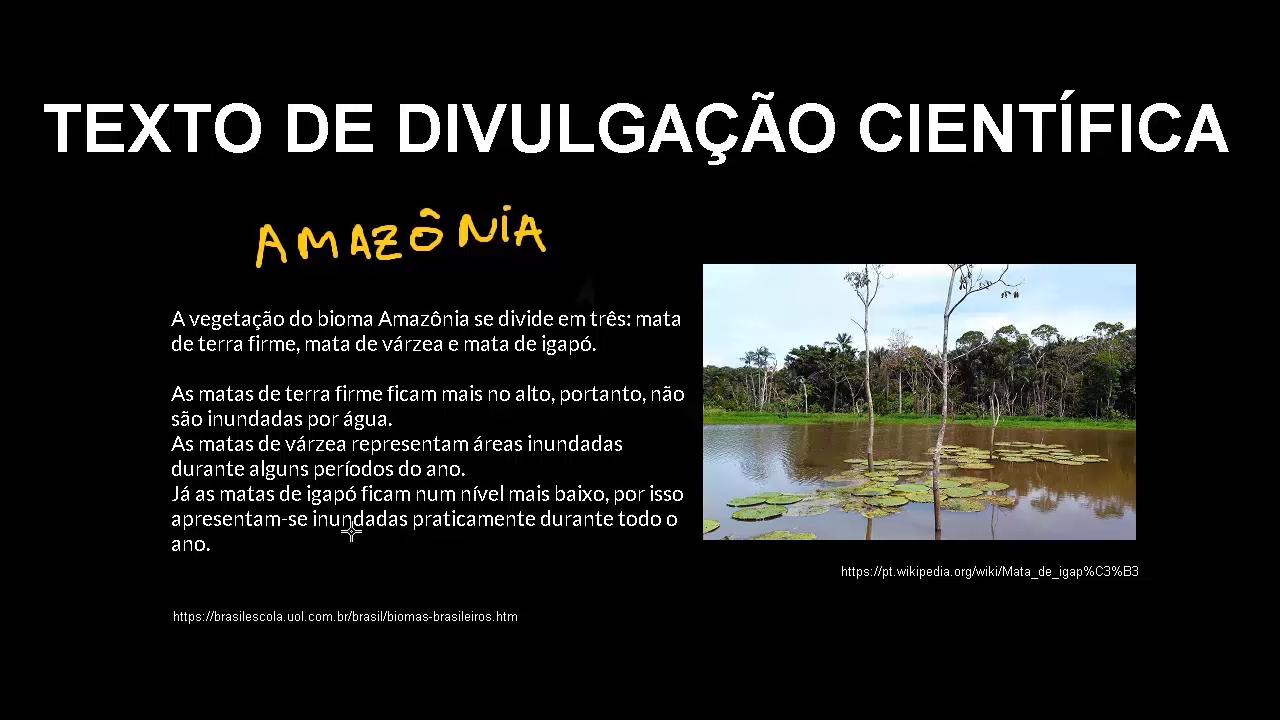 TEXTO DE DIVULGAÇÃO CIENTÍFICA
AMAZÔNIA
A vegetação do bioma Amazônia se divide em três: mata
de terra firme, mata de várzea e mata de igapó.
As matas de terra firme ficam mais no alto, portanto, não
são inundadas por água.
As matas de várzea representam áreas inundadas
durante alguns períodos do ano.
Já as matas de igapó ficam num nível mais baixo, por isso
apresentam-se inundadas praticamente durante todo o
ano.
https://pt.wikipedia.org/wiki/Mata_de_igap%C3%B3
https://brasilescola.uol.com.br/brasil/biomas-brasileiros.htm